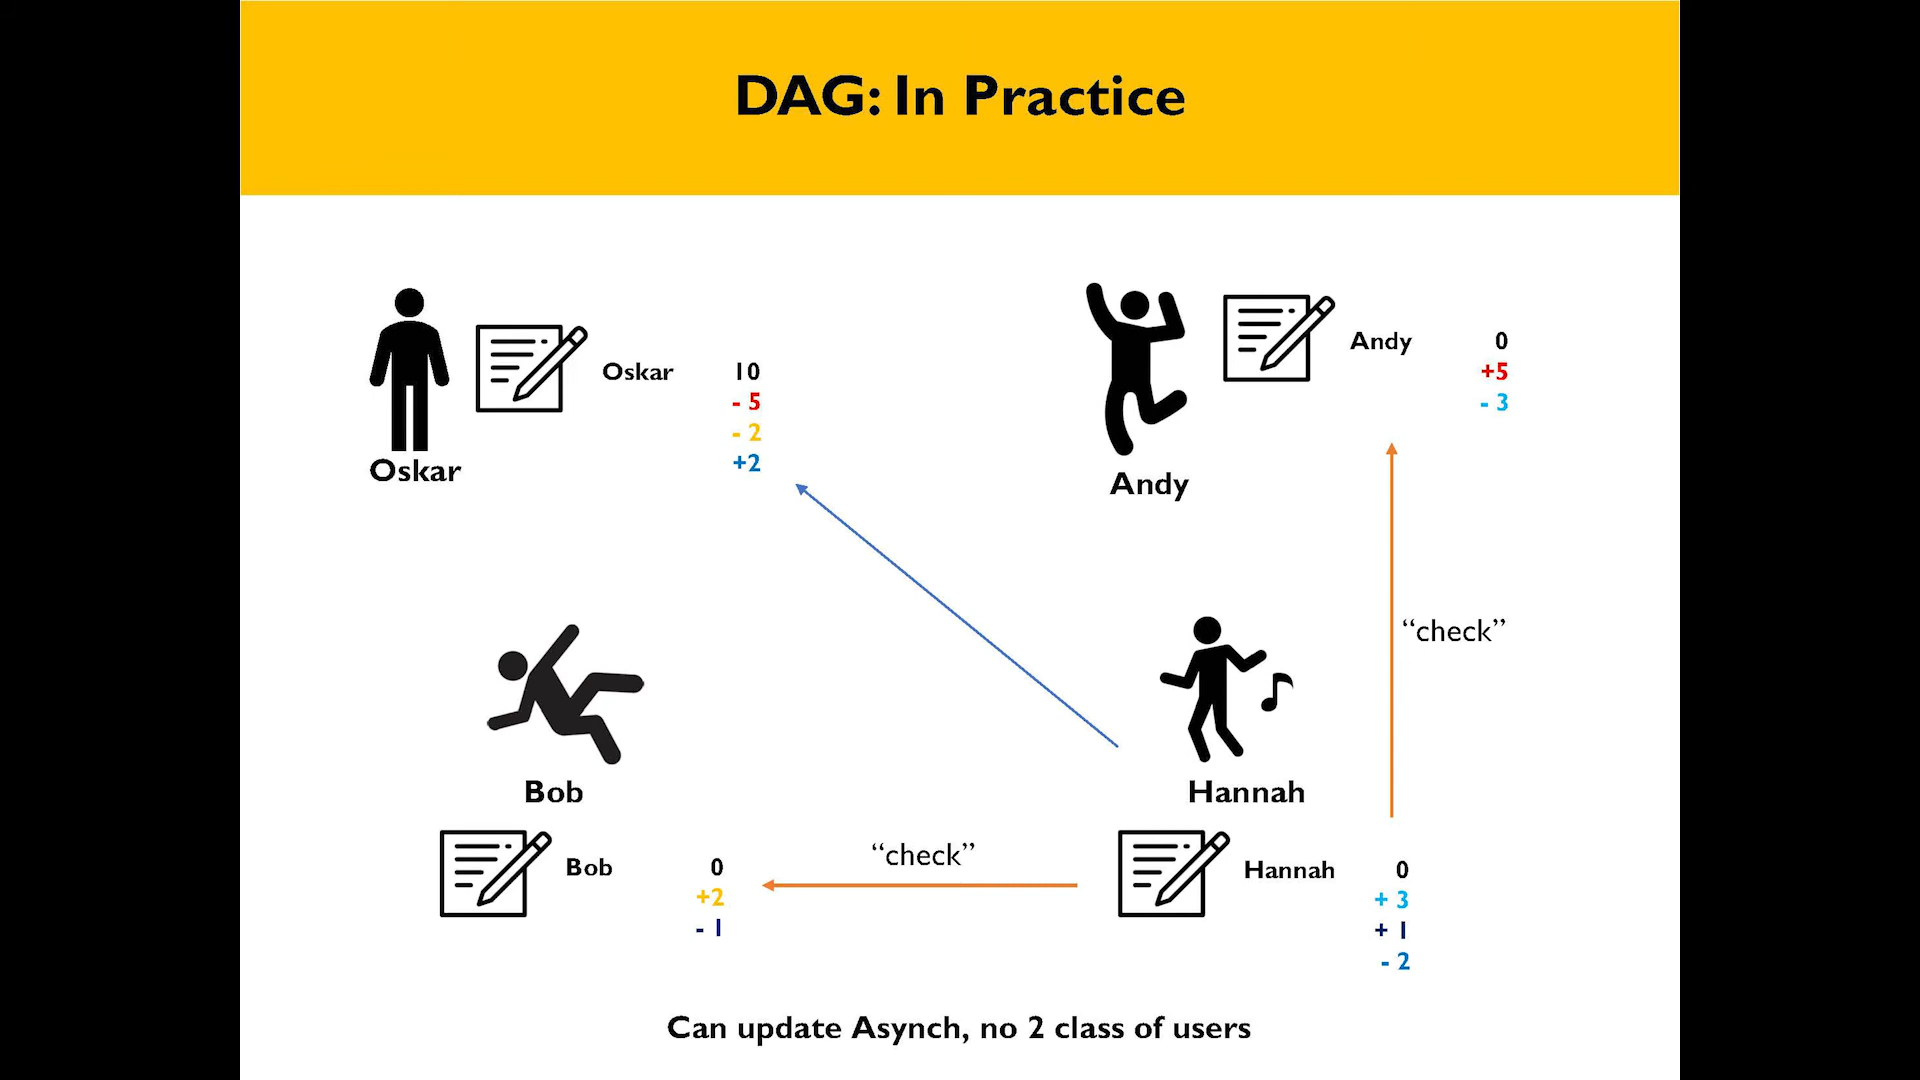 DAG: In Practice
Oskar 10
- 5
- 2
+2
Oskar
Andy 0
+5
- 3
Andy
"check"
Bob
Hannah
Bob 0
+2
- 1
"check"
Hannah 0
+ 3
+ 1
- 2
Can update Asynch, no 2 class of users